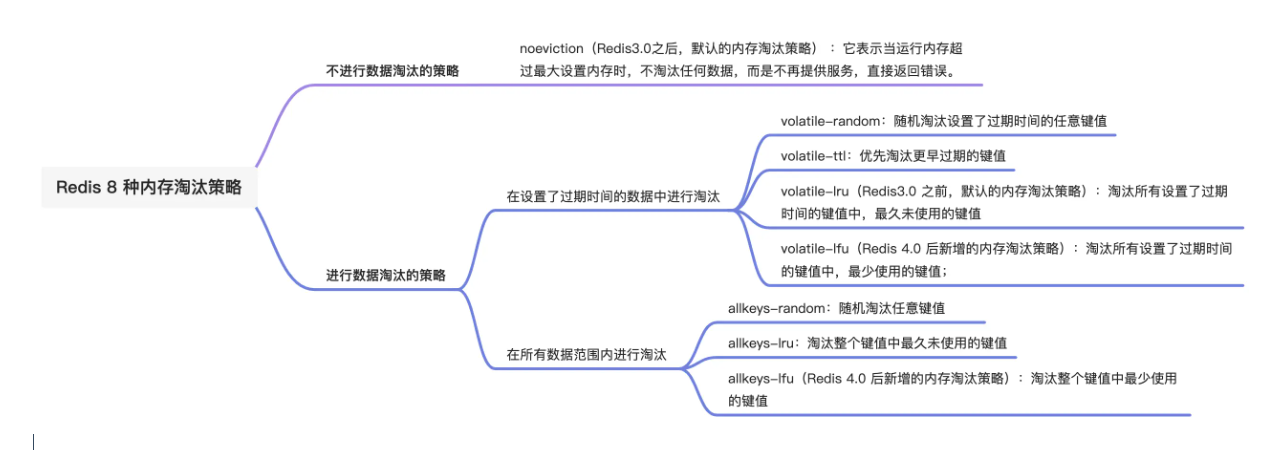 Redis 8 种内存淘汰策略
不进行数据淘汰的策略
noeviction（Redis3.0之后，默认的内存淘汰策略）：它表示当运行内存超
过最大设置内存时，不淘汰任何数据，而是不再提供服务，直接返回错误。
进行数据淘汰的策略
在设置了过期时间的数据中进行淘汰
volatile-random：随机淘汰设置了过期时间的任意键值
volatile-ttl：优先淘汰更早过期的键值
volatile-lru（Redis3.0 之前，默认的内存淘汰策略）：淘汰所有设置了过期
时间的键值中，最久未使用的键值
volatile-lfu（Redis 4.0 后新增的内存淘汰策略）：淘汰所有设置了过期时间
的键值中，最少使用的键值；
在所有数据范围内进行淘汰
allkeys-random：随机淘汰任意键值
allkeys-lru：淘汰整个键值中最久未使用的键值
allkeys-lfu（Redis 4.0 后新增的内存淘汰策略）：淘汰整个键值中最少使用
的键值